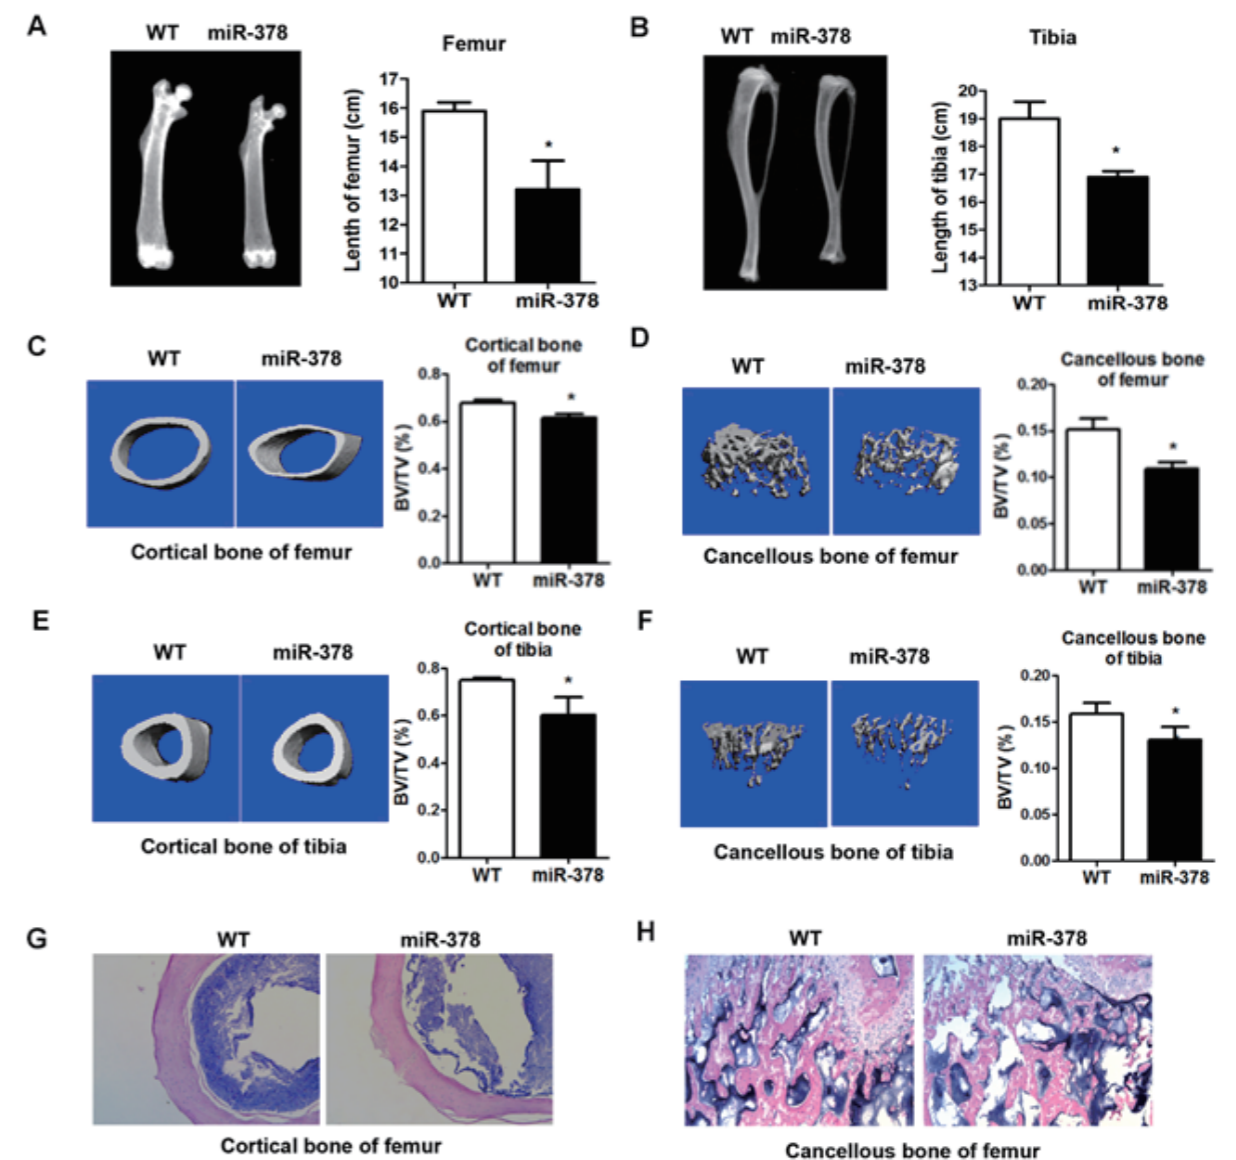 A
WT miR-378
Femur
Lenth of femur (cm)
17
16
15
14
13
12
11
10
*
WT miR-378
B
WT miR-378
Tibia
Length of tibia (cm)
20
19
18
17
16
15
14
13
*
WT miR-378
C
WT miR-378
Cortical bone of femur
Cortical bone
of femur
BV/TV (%)
0.8
0.6
0.4
0.2
0.0
*
WT miR-378
D
WT miR-378
Cancellous bone of femur
Cancellous bone
of femur
BV/TV (%)
0.20
0.15
0.10
0.05
0.00
*
WT miR-378
E
WT miR-378
Cortical bone of tibia
Cortical bone
of tibia
BV/TV (%)
0.8
0.6
0.4
0.2
0.0
*
WT miR-378
F
WT miR-378
Cancellous bone of tibia
Cancellous bone
of tibia
BV/TV (%)
0.20
0.15
0.10
0.05
0.00
*
WT miR-378
G
WT miR-378
Cortical bone of femur
H
WT miR-378
Cancellous bone of femur